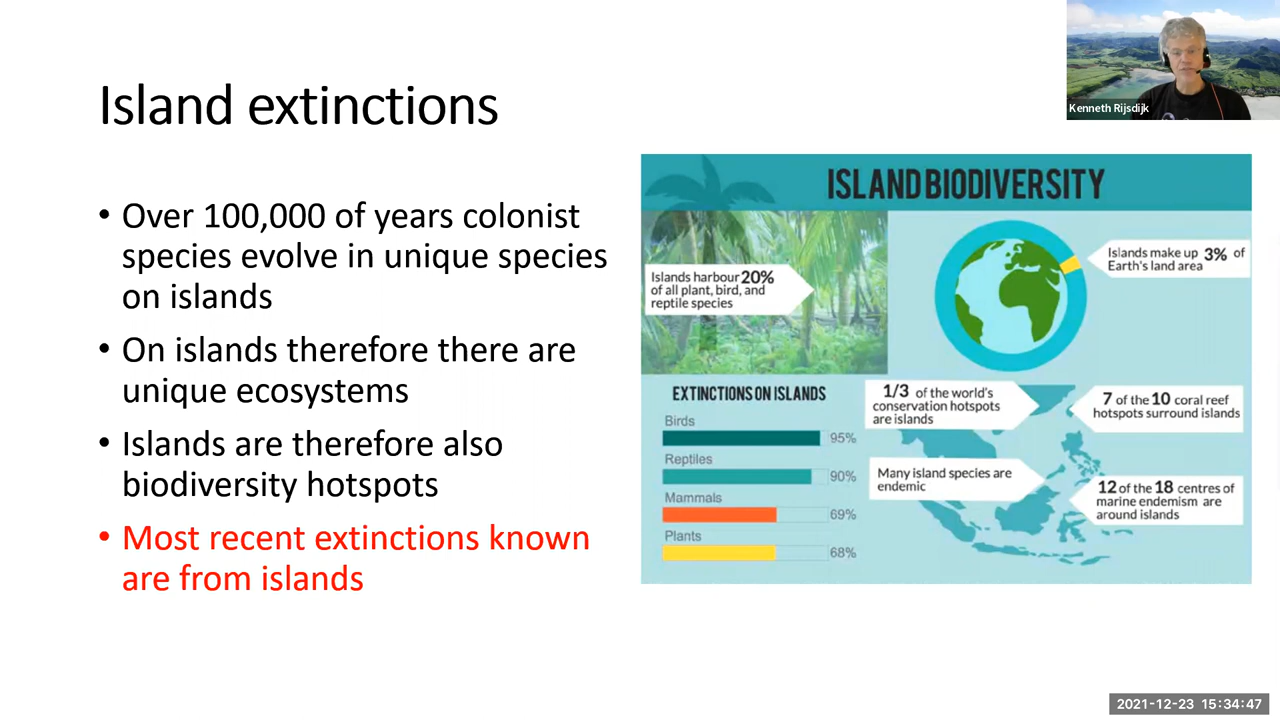 Kenneth Rijsdijk
Island extinctions
• Over 100,000 of years colonist
species evolve in unique species
on islands
• On islands therefore there are
unique ecosystems
• Islands are therefore also
biodiversity hotspots
• Most recent extinctions known
are from islands
ISLAND BIODIVERSITY
Islands harbour 20%
of all plant, bird, and
reptile species
Islands make up 3% of
Earth's land area
EXTINCTIONS ON ISLANDS
Birds
95%
Reptiles
90%
Mammals
69%
Plants
68%
1/3 of the world's
conservation hotspots
are islands
7 of the 10 coral reef
hotspots surround islands
Many island species are
endemic
12 of the 18 centres of
marine endemism are
around islands
2021-12-23 15:34:47